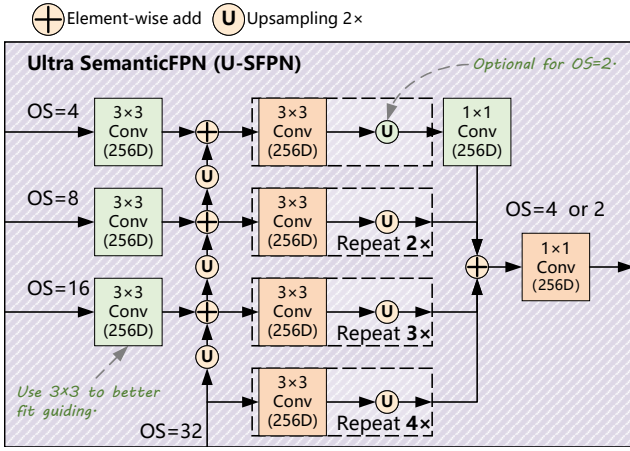 Element-wise add
U Upsampling 2×
Ultra SemanticFPN (U-SFPN)
Optional for OS=2.
OS=4
3×3
Conv
(256D)
3×3
Conv
(256D)
U
1×1
Conv
(256D)
U
OS=8
3×3
Conv
(256D)
3×3
Conv
(256D)
U
Repeat 2×
OS=4 or 2
1×1
Conv
(256D)
U
OS=16
3×3
Conv
(256D)
3×3
Conv
(256D)
U
Repeat 3×
U
Use 3×3 to better
fit guiding.
3×3
Conv
(256D)
U
Repeat 4×
OS=32